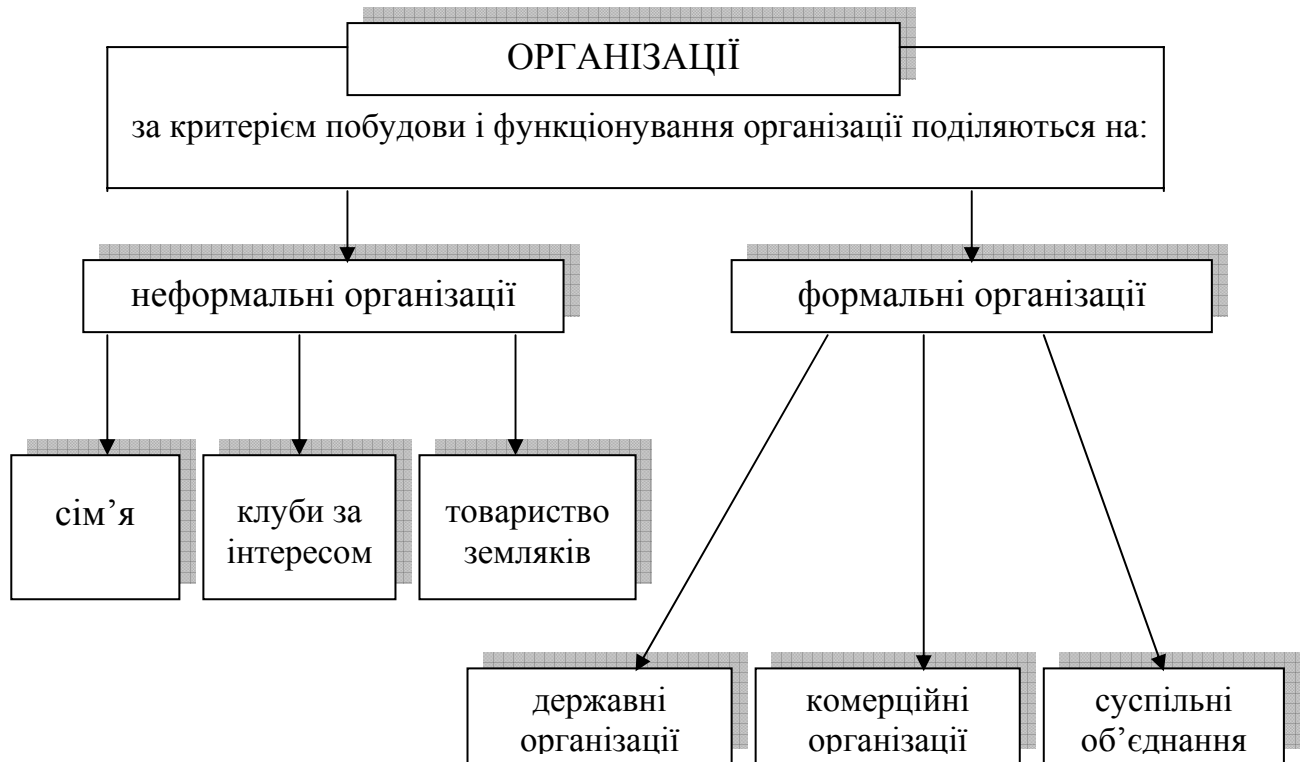 ОРГАНІЗАЦІЇ
за критерієм побудови і функціонування організації поділяються на:
неформальні організації
формальні організації
сім’я
клуби за
інтересом
товариство
земляків
державні
організації
комерційні
організації
суспільні
об’єднання